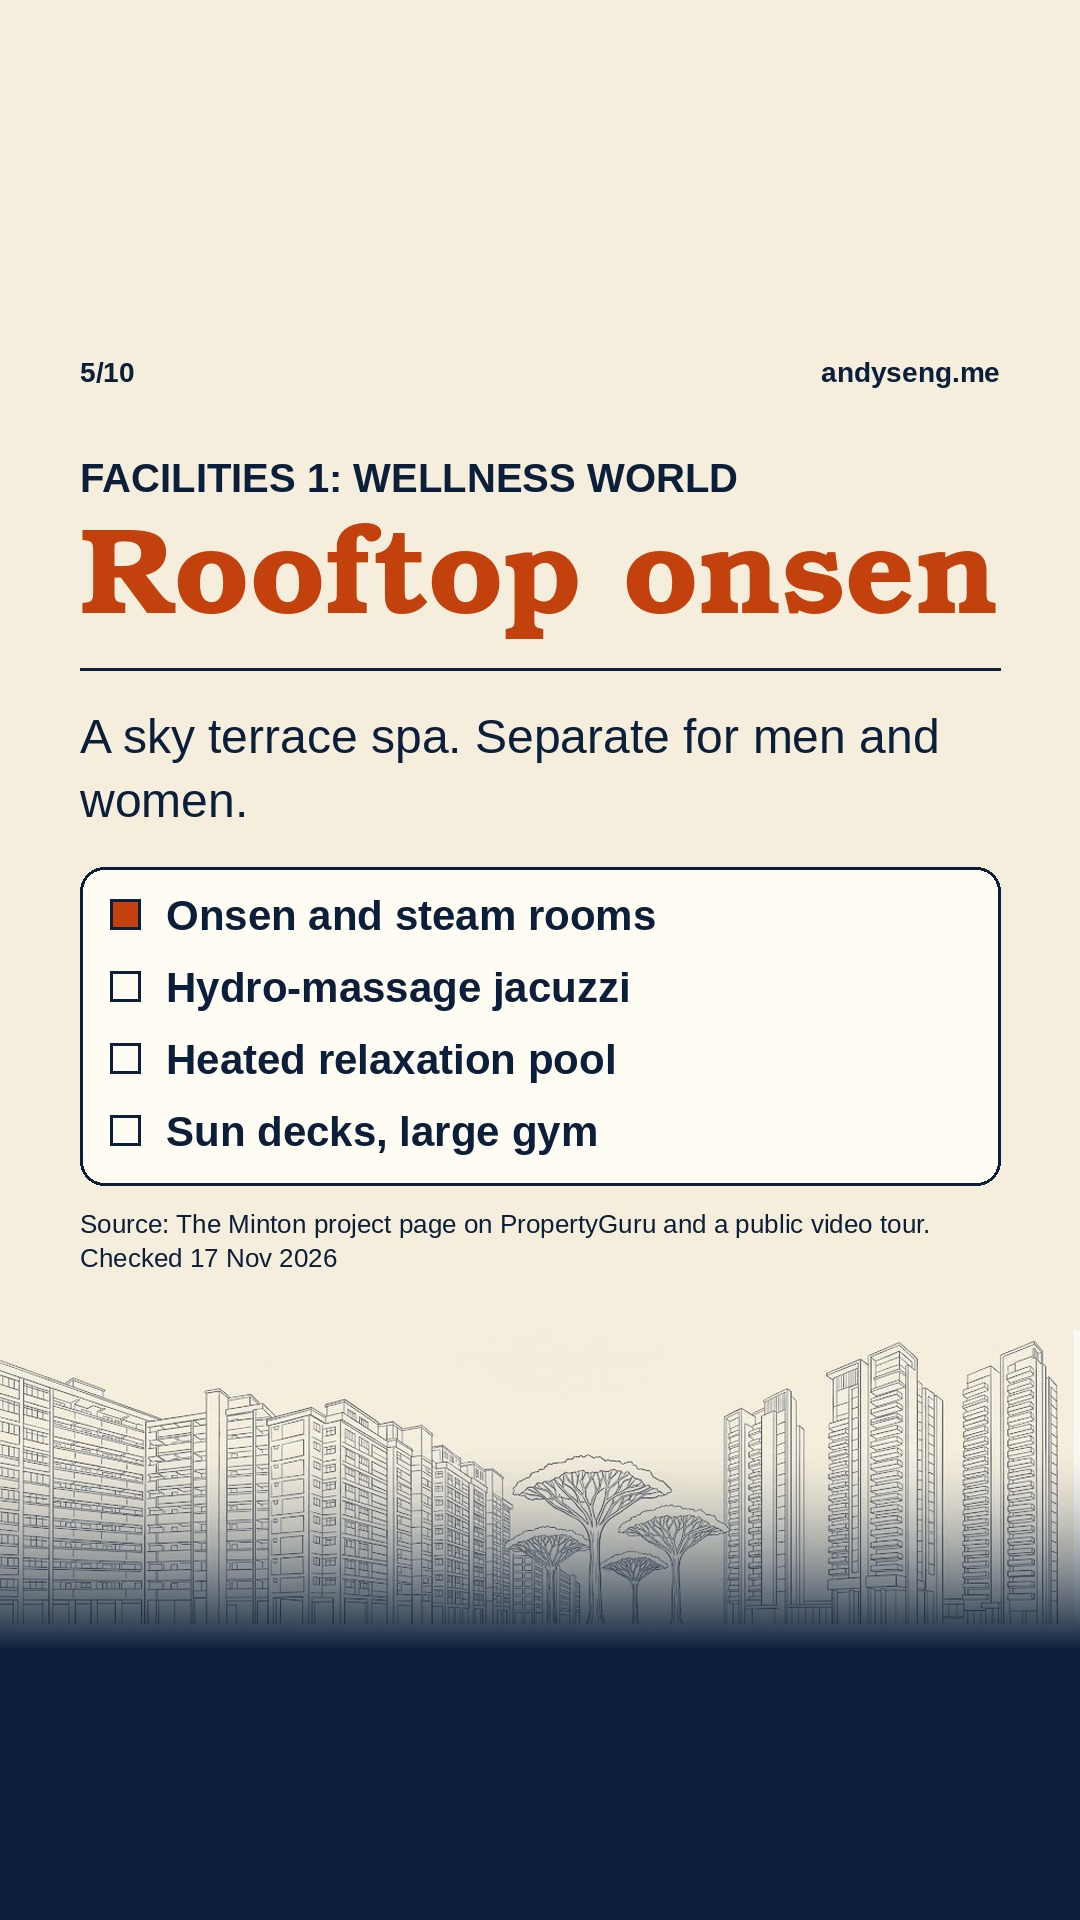 5/10
andyseng.me
FACILITIES 1: WELLNESS WORLD
Rooftop onsen
A sky terrace spa. Separate for men and
women.
Onsen and steam rooms
Hydro-massage jacuzzi
Heated relaxation pool
Sun decks, large gym
Source: The Minton project page on PropertyGuru and a public video tour.
Checked 17 Nov 2026